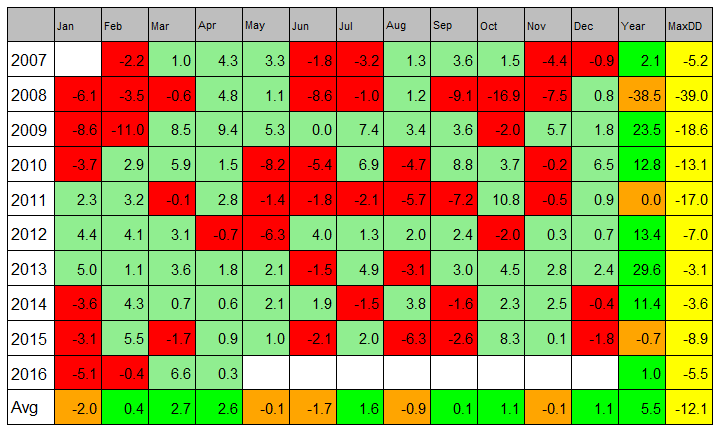 Jan Feb Mar Apr May Jun Jul Aug Sep Oct Nov Dec Year MaxDD
2007 -2.2 1.0 4.3 3.3 -1.8 -3.2 1.3 3.6 1.5 -4.4 -0.9 2.1 -5.2
2008 -6.1 -3.5 -0.6 4.8 1.1 -8.6 -1.0 1.2 -9.1 -16.9 -7.5 0.8 -38.5 -39.0
2009 -8.6 -11.0 8.5 9.4 5.3 0.0 7.4 3.4 3.6 -2.0 5.7 1.8 23.5 -18.6
2010 -3.7 2.9 5.9 1.5 -8.2 -5.4 6.9 -4.7 8.8 3.7 -0.2 6.5 12.8 -13.1
2011 2.3 3.2 -0.1 2.8 -1.4 -1.8 -2.1 -5.7 -7.2 10.8 -0.5 0.9 0.0 -17.0
2012 4.4 4.1 3.1 -0.7 -6.3 4.0 1.3 2.0 2.4 -2.0 0.3 0.7 13.4 -7.0
2013 5.0 1.1 3.6 1.8 2.1 -1.5 4.9 -3.1 3.0 4.5 2.8 2.4 29.6 -3.1
2014 -3.6 4.3 0.7 0.6 2.1 1.9 -1.5 3.8 -1.6 2.3 2.5 -0.4 11.4 -3.6
2015 -3.1 5.5 -1.7 0.9 1.0 -2.1 2.0 -6.3 -2.6 8.3 0.1 -1.8 -0.7 -8.9
2016 -5.1 -0.4 6.6 0.3 1.0 -5.5
Avg -2.0 0.4 2.7 2.6 -0.1 -1.7 1.6 -0.9 0.1 1.1 -0.1 1.1 5.5 -12.1